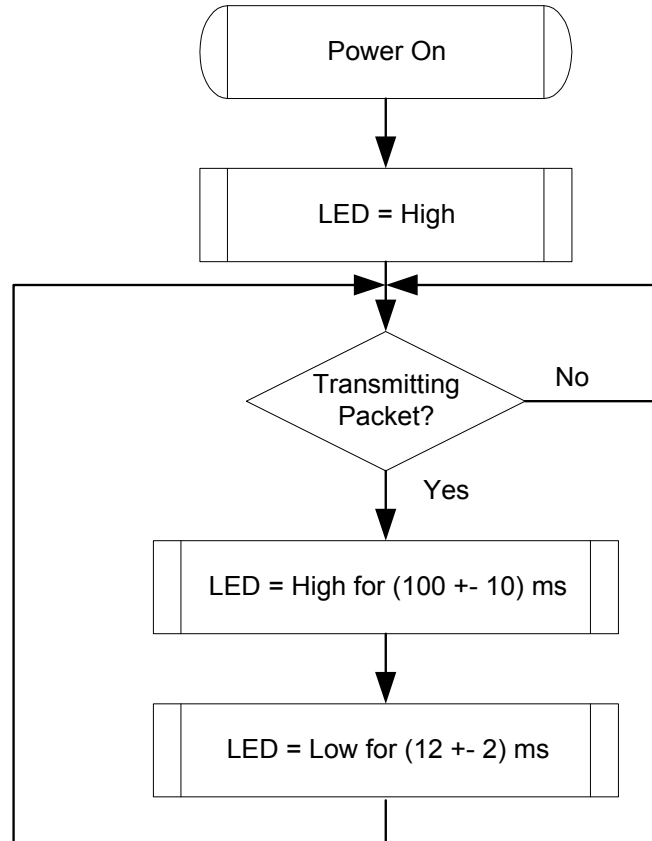 Power On
LED = High
Transmitting
Packet?
No
Yes
LED = High for (100 +- 10) ms
LED = Low for (12 +- 2) ms